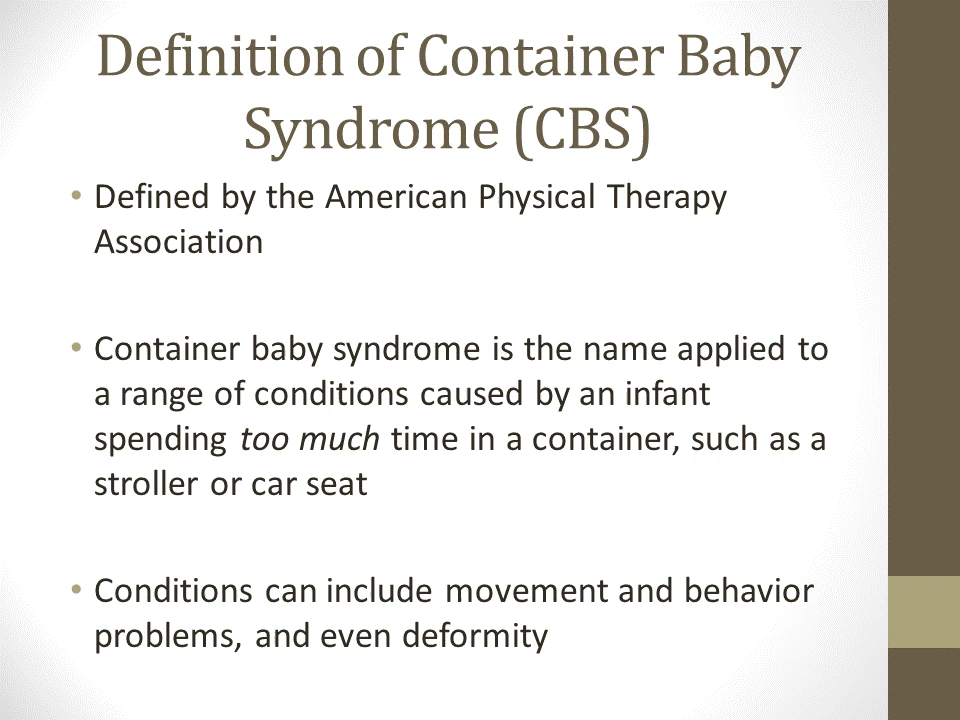 Definition of Container Baby
Syndrome (CBS)
• Defined by the American Physical Therapy
Association
• Container baby syndrome is the name applied to
a range of conditions caused by an infant
spending too much time in a container, such as a
stroller or car seat
• Conditions can include movement and behavior
problems, and even deformity